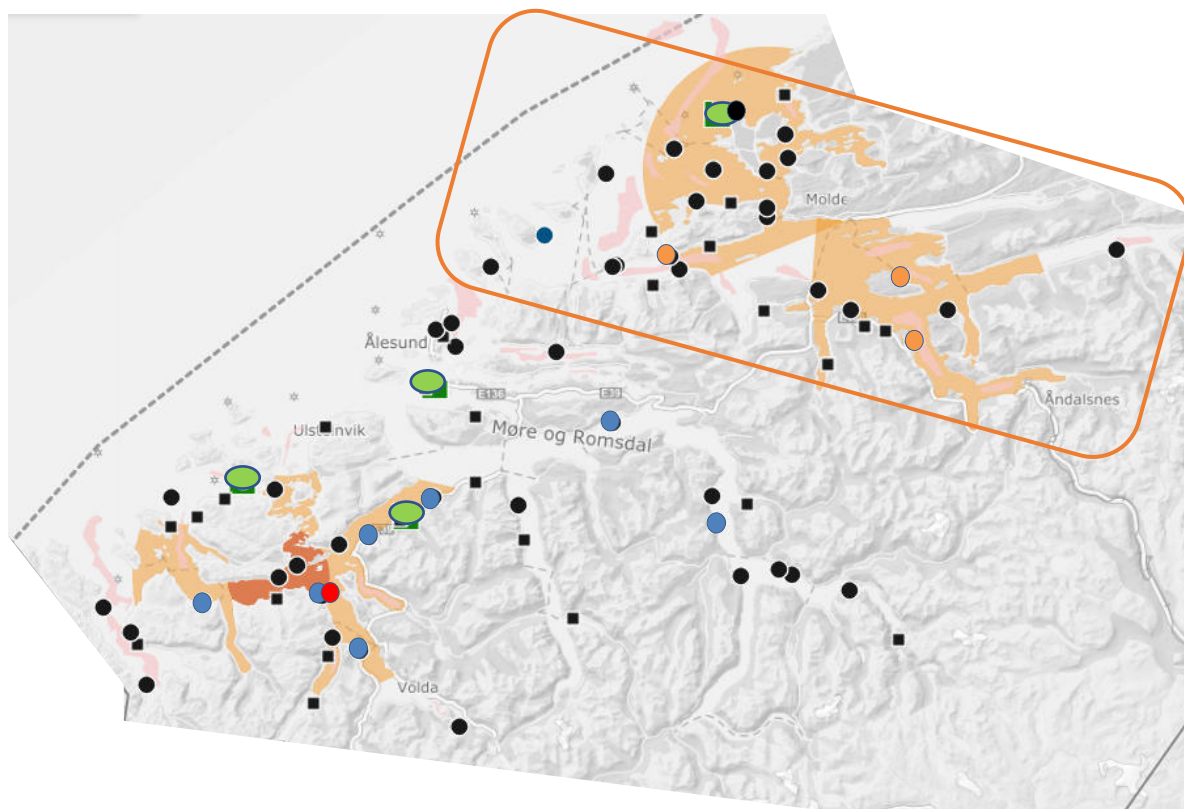 Molde
Ålesund
E136
E39
Åndalsnes
Ulsteinvik
Møre og Romsdal
Volda